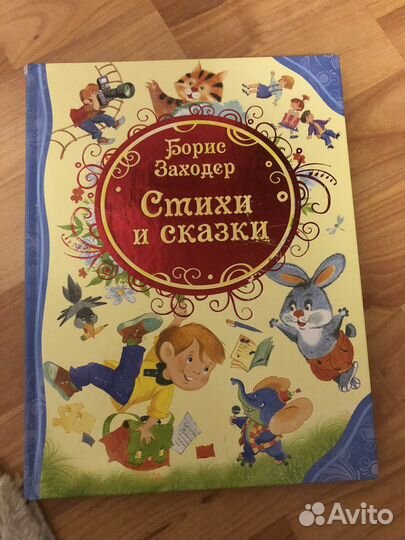 Борис
Заходер
Стихи
и сказки
Avito